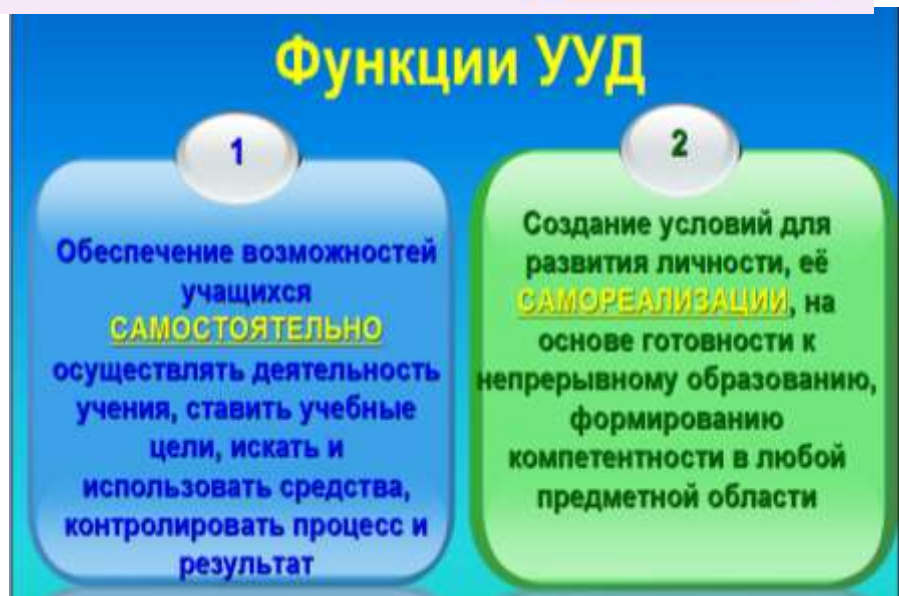 Функции УУД
1
Обеспечение возможностей
учащихся
САМОСТОЯТЕЛЬНО
осуществлять деятельность
учения, ставить учебные
цели, искать и
использовать средства,
контролировать процесс и
результат
2
Создание условий для
развития личности, её
САМОРЕАЛИЗАЦИИ, на
основе готовности к
непрерывному образованию,
формированию
компетентности в любой
предметной области